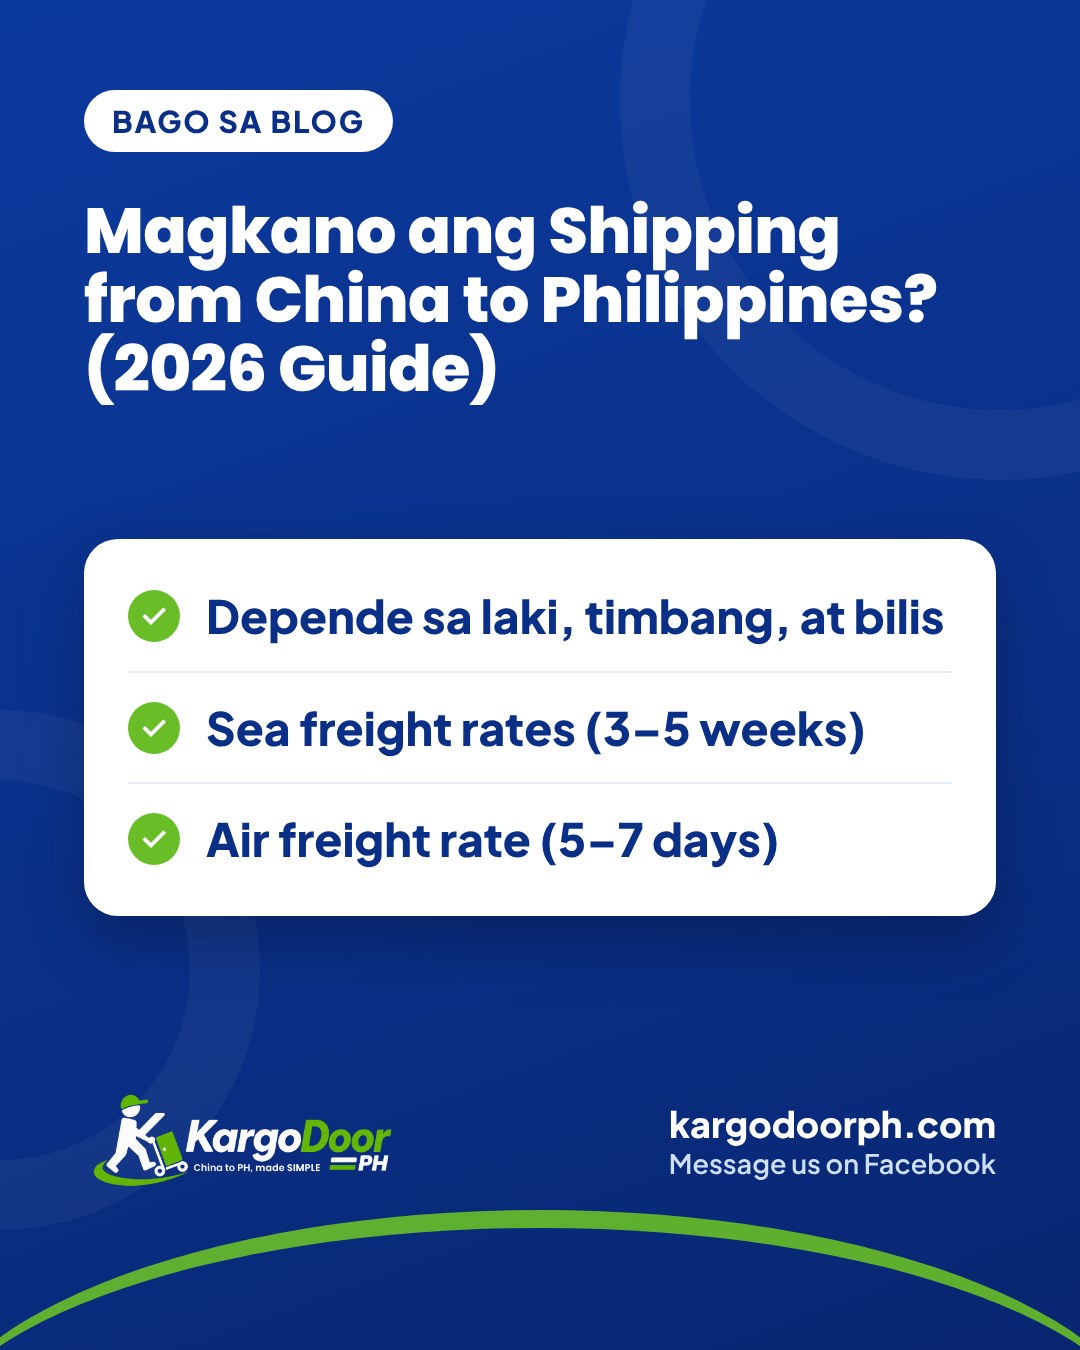 BAGO SA BLOG
Magkano ang Shipping
from China to Philippines?
(2026 Guide)
Depende sa laki, timbang, at bilis
Sea freight rates (3–5 weeks)
Air freight rate (5–7 days)
KargoDoor
China to PH, made SIMPLE
PH
kargodoorph.com
Message us on Facebook